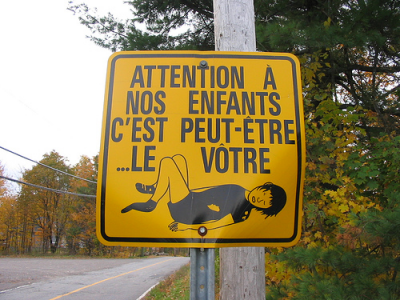 ATTENTION À
NOS ENFANTS
C'EST PEUT-ÊTRE
...LE VÔTRE